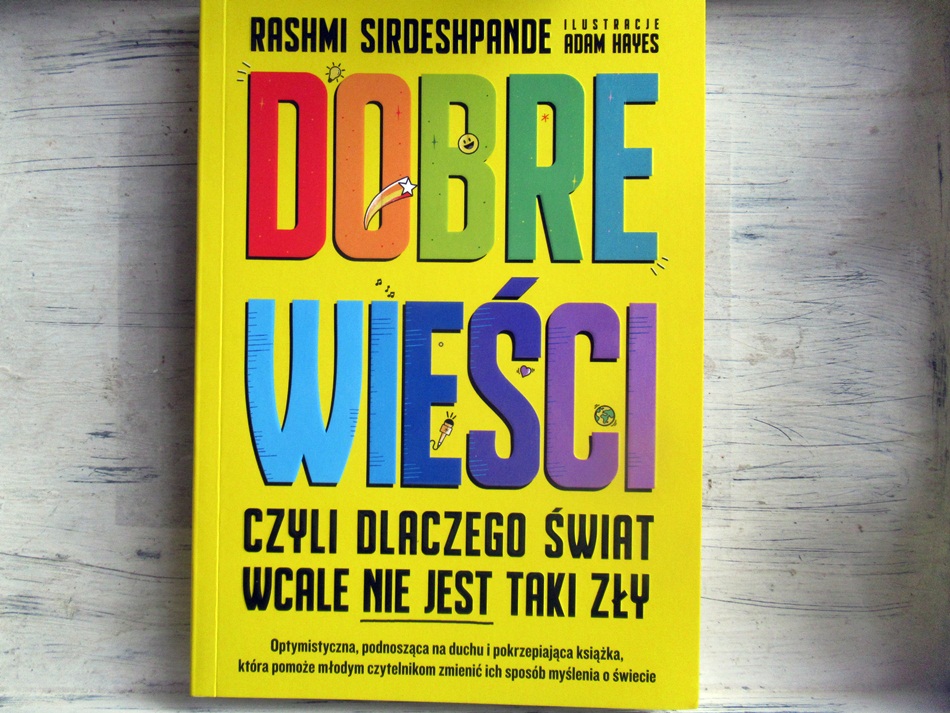 RASHMI SIRDESHPANDE
ILUSTRACJE
ADAM HAYES
DOBRE
WIEŚCI
CZYLI DLACZEGO ŚWIAT
WCALE NIE JEST TAKI ZŁY
Optymistyczna, podnosząca na duchu i pokrzepiająca książka,
która pomoże młodym czytelnikom zmienić ich sposób myślenia o świecie